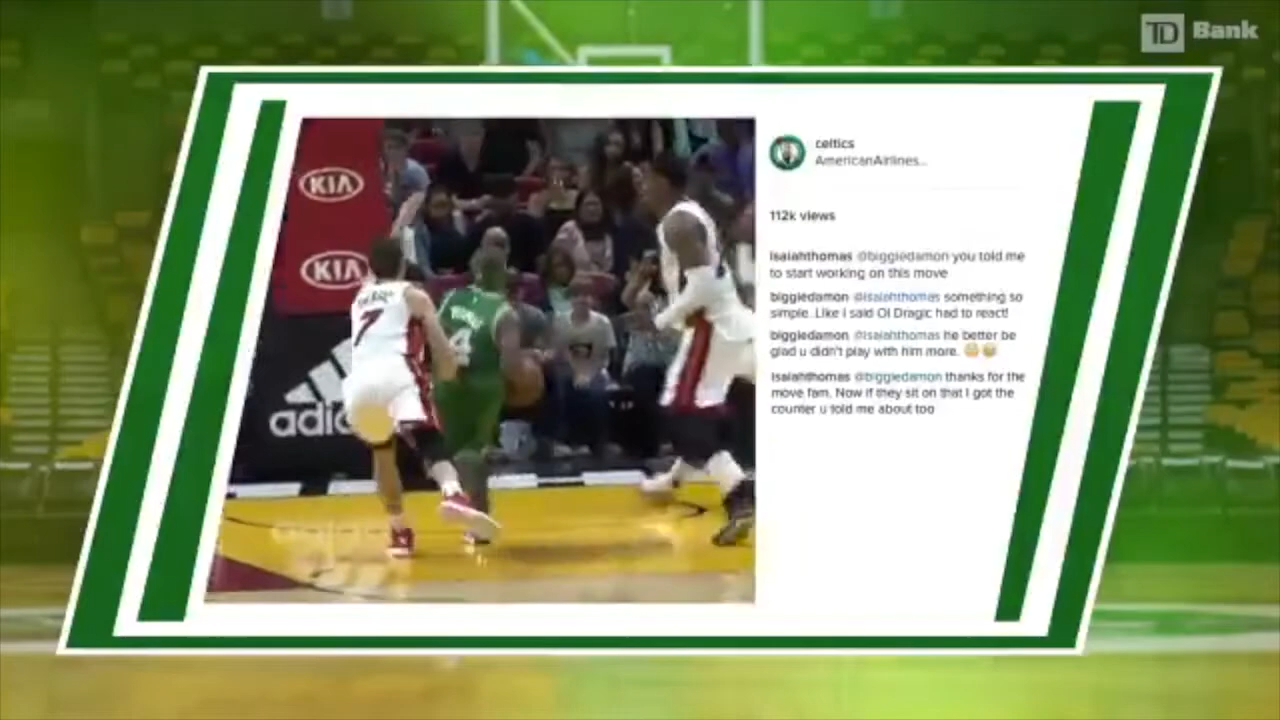 TD Bank
KIA
KIA
7
4
adid
celtics
AmericanAirlines...
112k views
isaiahthomas @biggiedamon you told me
to start working on this move
biggiedamon @isaiahthomas something so
simple..Like I said Ol Dragic had to react!
biggiedamon @isaiahthomas he better be
glad u didn't play with him more. 😳😂
isaiahthomas @biggiedamon thanks for the
move fam. Now if they sit on that I got the
counter u told me about too